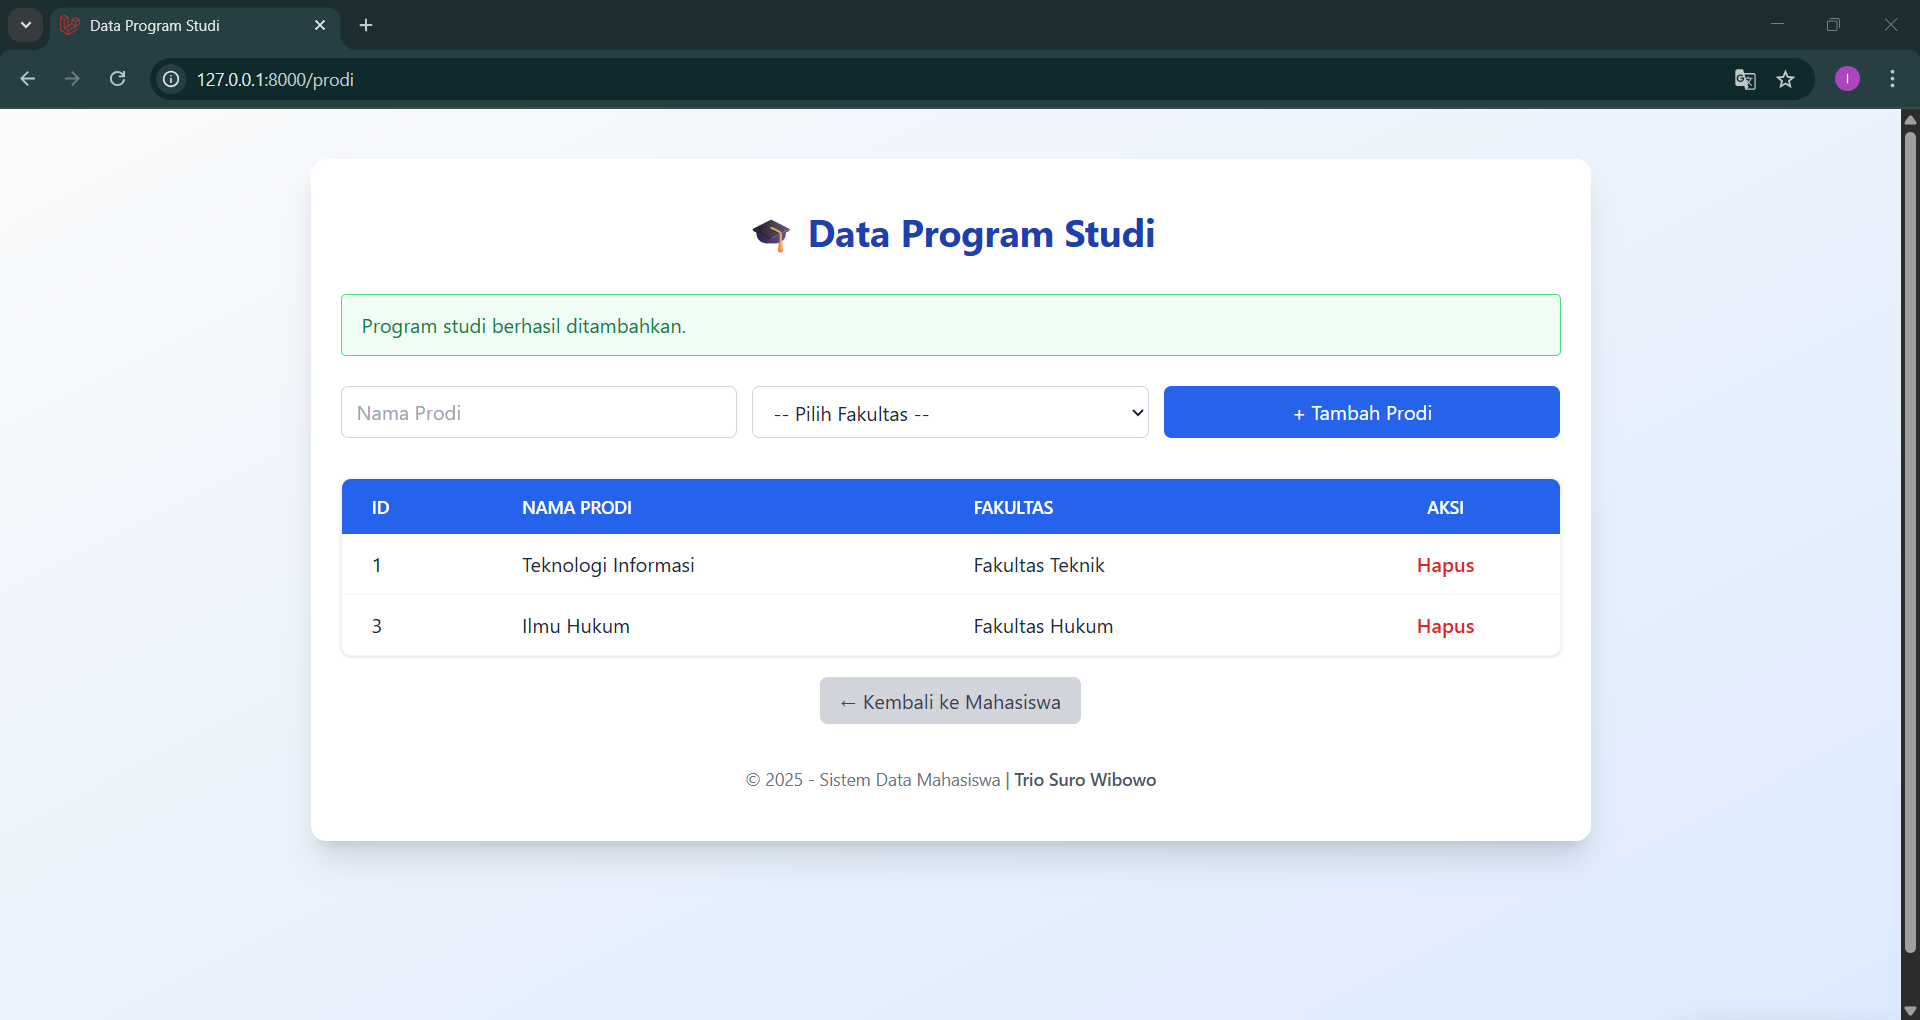 Data Program Studi
127.0.0.1:8000/prodi
I
Data Program Studi
Program studi berhasil ditambahkan.
Nama Prodi
-- Pilih Fakultas --
+ Tambah Prodi
ID NAMA PRODI FAKULTAS AKSI
1 Teknologi Informasi Fakultas Teknik Hapus
3 Ilmu Hukum Fakultas Hukum Hapus
← Kembali ke Mahasiswa
© 2025 - Sistem Data Mahasiswa | Trio Suro Wibowo